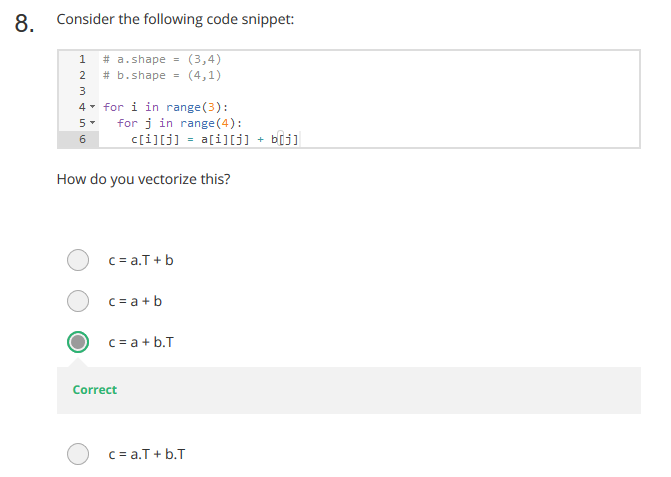 8. Consider the following code snippet:
1 # a.shape = (3,4)
2 # b.shape = (4,1)
3
4 for i in range(3):
5 for j in range(4):
6 c[i][j] = a[i][j] + b[j]
How do you vectorize this?
c = a.T + b
c = a + b
c = a + b.T
Correct
c = a.T + b.T